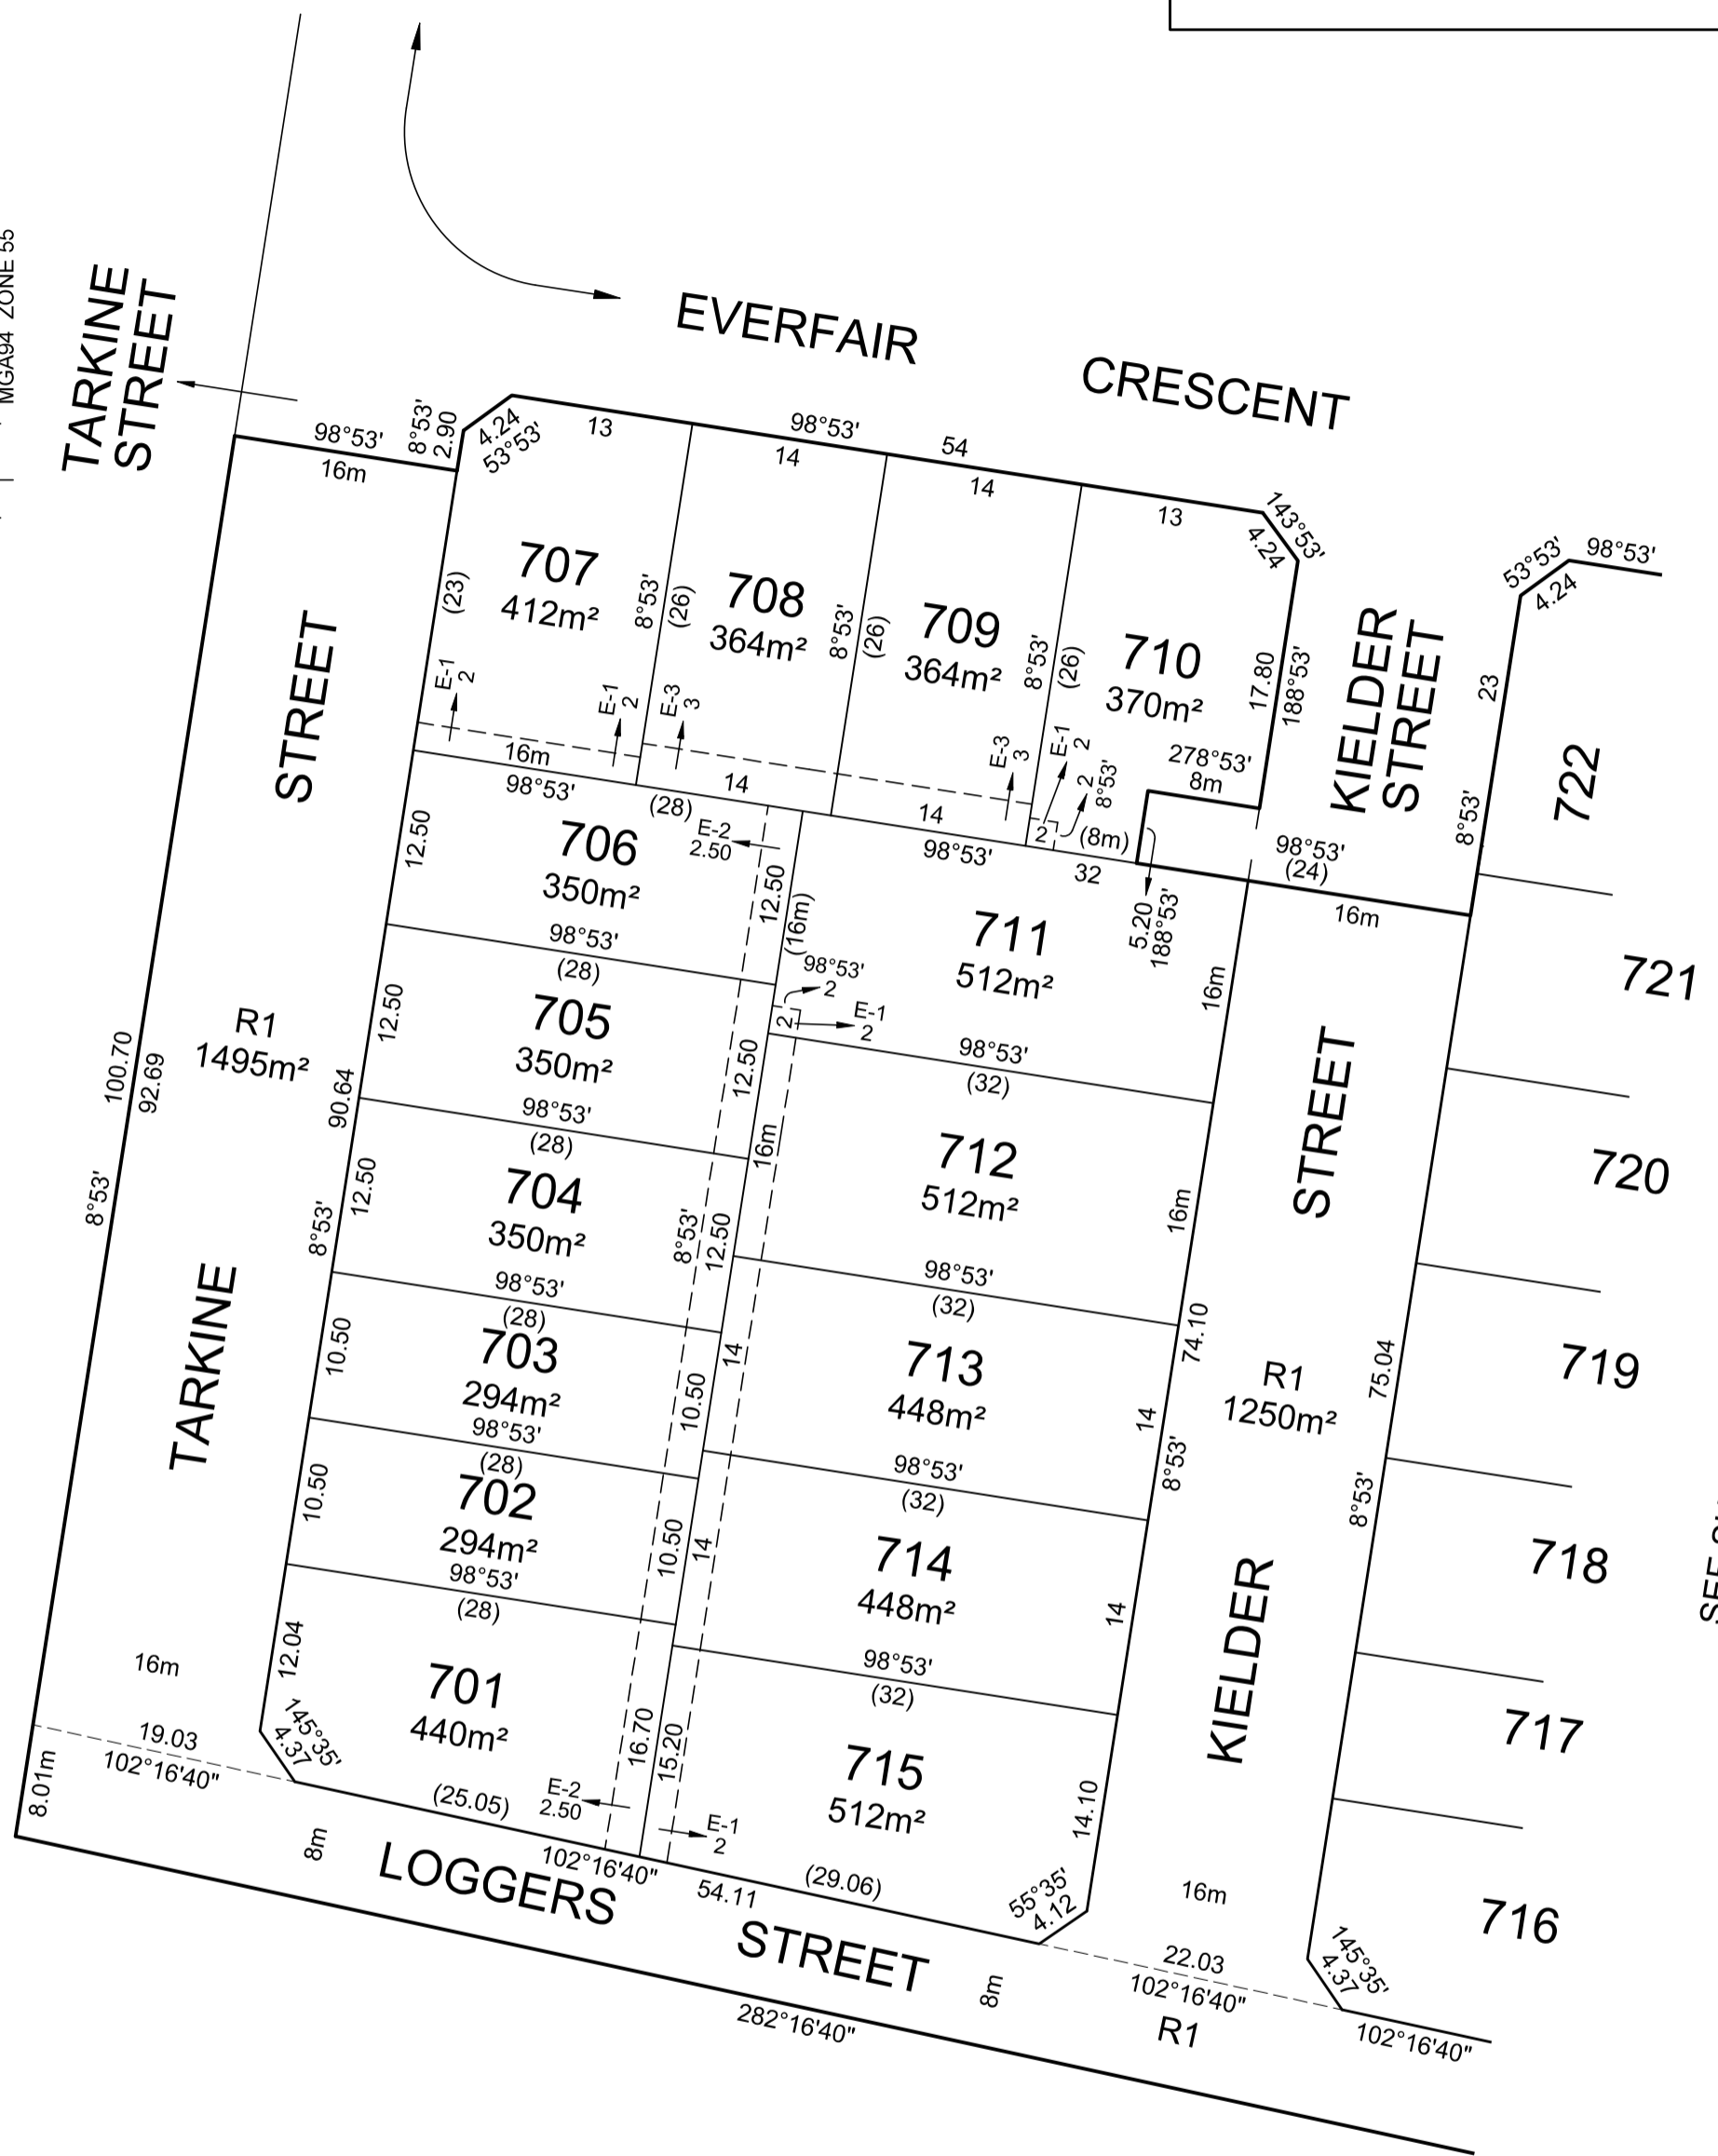 MGA94 ZONE 55
TARKINE
STREET
EVERFAIR
CRESCENT
98°53'
16m
8°53'
2.90
4.24
53°53'
13
98°53'
54
14
14
13
143°53'
4.24
53°53'
4.24
98°53'
707
412m²
(23)
8°53'
(26)
708
364m²
8°53'
(26)
709
364m²
8°53'
(26)
710
370m²
17.80
188°53'
KIELDER
STREET
23
8°53'
722
E-1
2
E-1
2
E-3
3
E-3
3
E-1
2
2
8°53'
278°53'
8m
16m
98°53'
(28)
14
14
98°53'
2
(8m)
32
98°53'
(24)
16m
5.20
188°53'
STREET
12.50
706
350m²
E-2
2.50
12.50
(16m)
711
512m²
16m
721
98°53'
(28)
98°53'
2
2
E-1
2
R1
1495m²
12.50
705
350m²
12.50
98°53'
(32)
100.70
92.69
90.64
98°53'
(28)
16m
712
512m²
16m
STREET
720
8°53'
8°53'
12.50
704
350m²
8°53'
12.50
98°53'
(32)
98°53'
(28)
74.10
TARKINE
10.50
703
294m²
10.50
14
713
448m²
14
8°53'
R1
1250m²
75.04
719
98°53'
(28)
98°53'
(32)
8°53'
10.50
702
294m²
10.50
14
714
448m²
14
KIELDER
718
98°53'
(28)
98°53'
(32)
16m
12.04
701
440m²
16.70
15.20
715
512m²
14.10
717
19.03
102°16'40"
8.01m
145°35'
4.37
(25.05)
E-2
2.50
E-1
2
8m
LOGGERS
STREET
102°16'40"
54.11
(29.06)
55°35'
4.12
16m
716
145°35'
4.37
22.03
102°16'40"
8m
R1
102°16'40"
282°16'40"